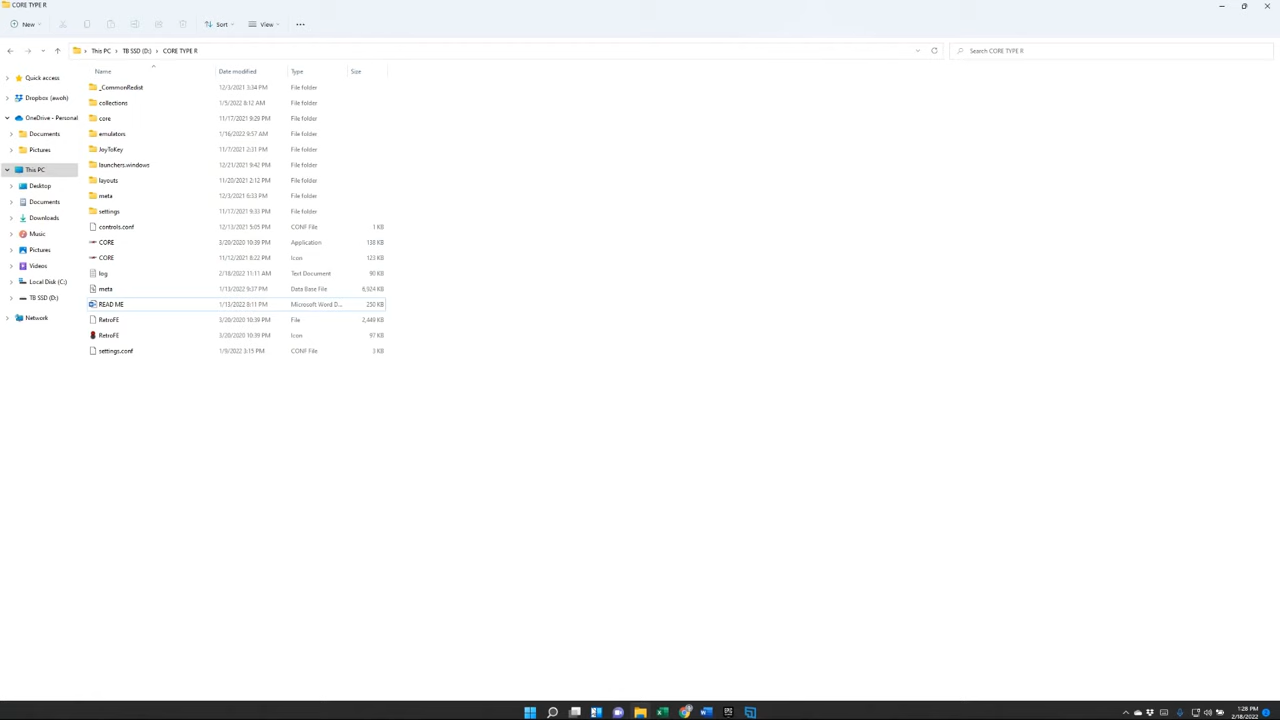 CORE TYPE R
New
Sort
View
This PC > TB SSD (D:) > CORE TYPE R
Search CORE TYPE R
Name Date modified Type Size
Quick access
Dropbox (awoh)
OneDrive - Personal
Documents
Pictures
This PC
Desktop
Documents
Downloads
Music
Pictures
Videos
Local Disk (C:)
TB SSD (D:)
Network
_CommonRedist 12/3/2021 3:34 PM File folder
collections 1/5/2022 8:12 AM File folder
core 11/17/2021 9:29 PM File folder
emulators 1/16/2022 9:57 AM File folder
JoyToKey 11/7/2021 2:31 PM File folder
launchers.windows 12/21/2021 9:42 PM File folder
layouts 11/20/2021 2:12 PM File folder
meta 12/3/2021 6:33 PM File folder
settings 11/17/2021 9:33 PM File folder
controls.conf 12/13/2021 5:05 PM CONF File 1 KB
CORE 3/20/2020 10:39 PM Application 138 KB
CORE 11/12/2021 8:22 PM Icon 123 KB
log 2/18/2022 11:11 AM Text Document 90 KB
meta 1/13/2022 9:37 PM Data Base File 6,924 KB
READ ME 1/13/2022 8:11 PM Microsoft Word D... 250 KB
RetroFE 3/20/2020 10:39 PM File 2,449 KB
RetroFE 3/20/2020 10:39 PM Icon 97 KB
settings.conf 1/9/2022 3:15 PM CONF File 3 KB
1:28 PM
2/18/2022